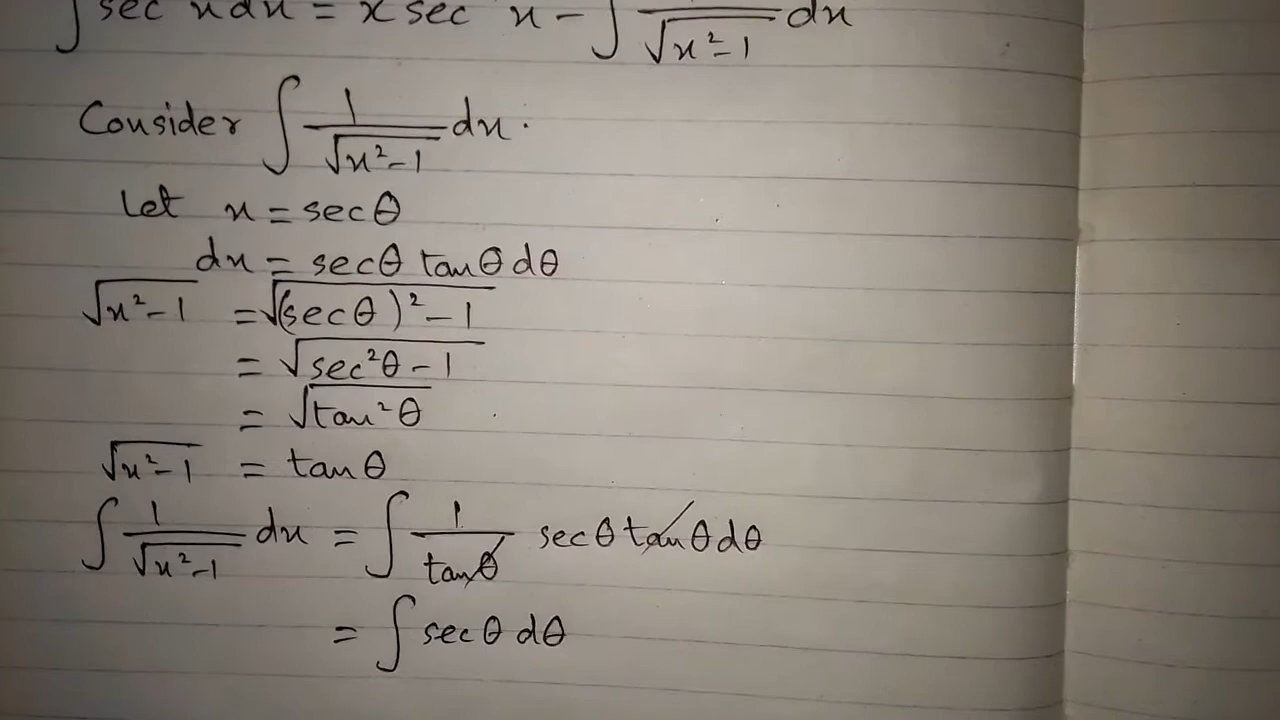 ∫ sec x dx = x sec x - ∫ 1/√(x²-1) dx
Consider ∫ 1/√(x²-1) dx.
Let x = secθ
dx = secθ tanθ dθ
√(x²-1) = √((secθ)²-1)
= √(sec²θ-1)
= √(tan²θ)
√(x²-1) = tanθ
∫ 1/√(x²-1) dx = ∫ 1/tanθ secθ tanθ dθ
= ∫ secθ dθ